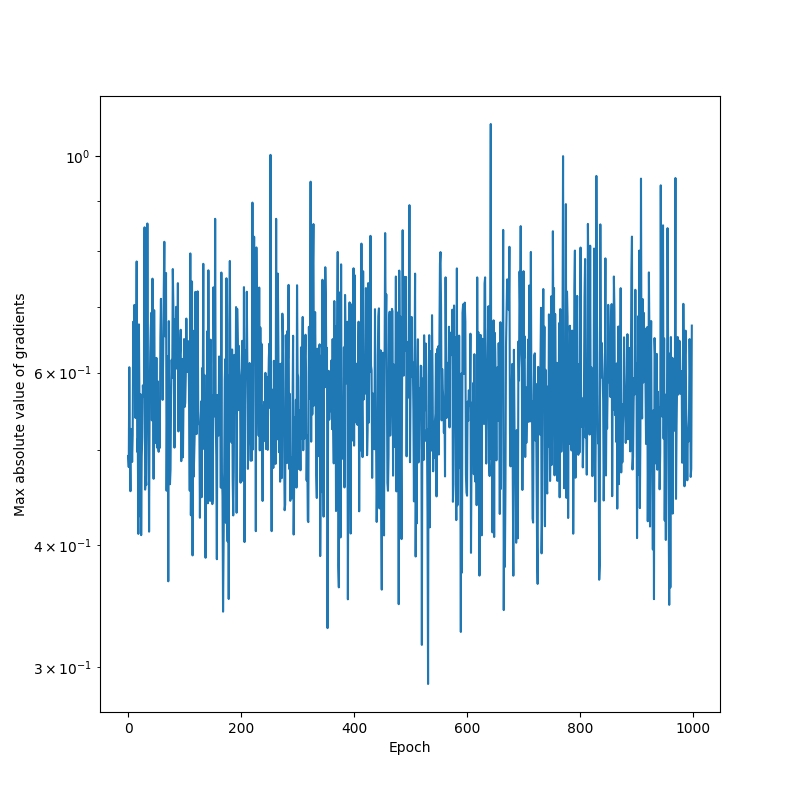 Max absolute value of gradients
10⁰
6 × 10⁻¹
4 × 10⁻¹
3 × 10⁻¹
0 200 400 600 800 1000
Epoch